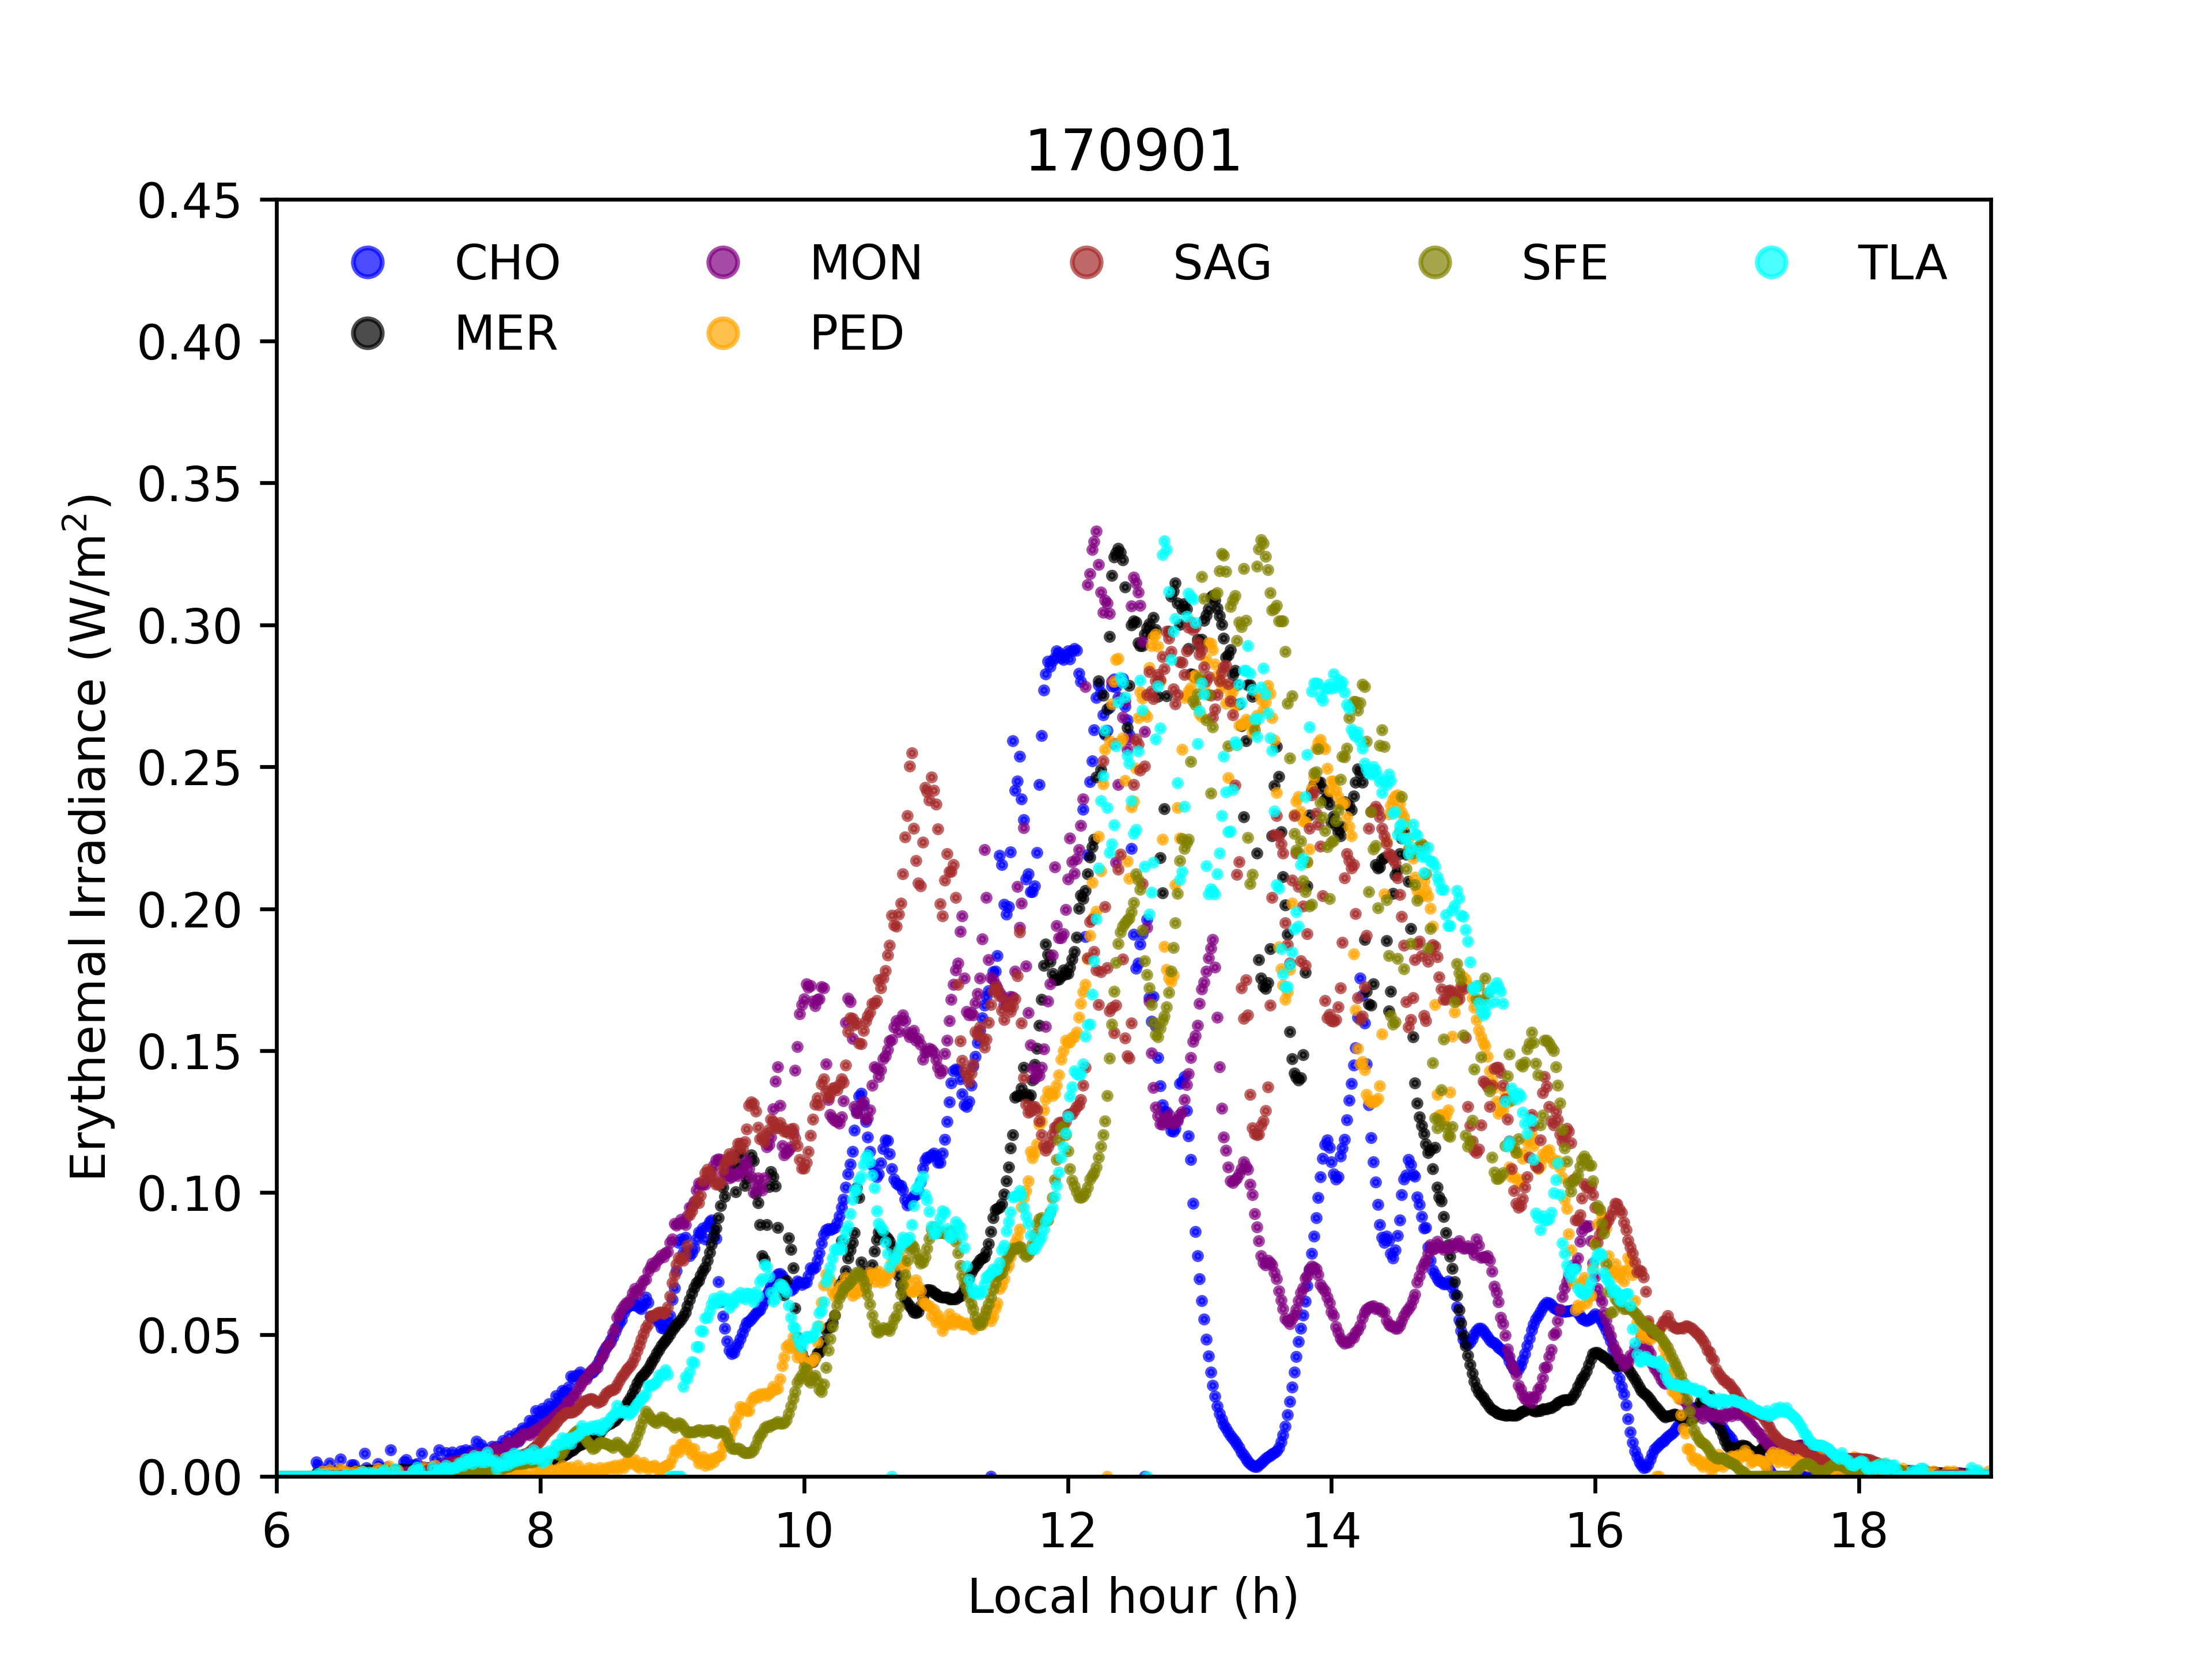 170901
0.45
0.40
0.35
0.30
0.25
0.20
0.15
0.10
0.05
0.00
Erythemal Irradiance (W/m²)
CHO MON SAG SFE TLA
MER PED
6 8 10 12 14 16 18
Local hour (h)